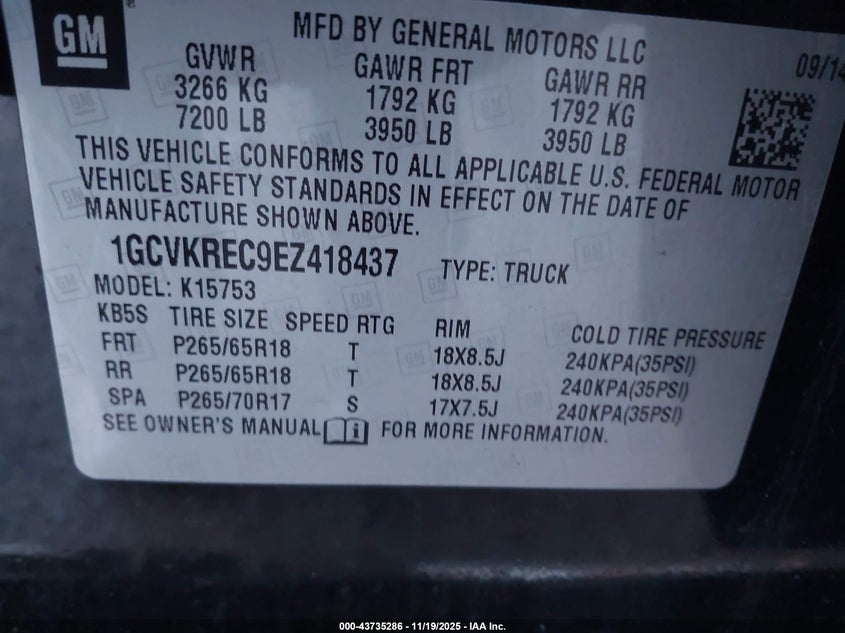 GM
®
MFD BY GENERAL MOTORS LLC
GVWR GAWR FRT GAWR RR 09/14
3266 KG 1792 KG 1792 KG
7200 LB 3950 LB 3950 LB
THIS VEHICLE CONFORMS TO ALL APPLICABLE U.S. FEDERAL MOTOR
VEHICLE SAFETY STANDARDS IN EFFECT ON THE DATE OF
MANUFACTURE SHOWN ABOVE.
1GCVKREC9EZ418437 TYPE: TRUCK
MODEL: K15753
KB5S TIRE SIZE SPEED RTG RIM COLD TIRE PRESSURE
FRT P265/65R18 T 18X8.5J 240KPA(35PSI)
RR P265/65R18 T 18X8.5J 240KPA(35PSI)
SPA P265/70R17 S 17X7.5J 240KPA(35PSI)
SEE OWNER'S MANUAL i FOR MORE INFORMATION.
000-43735286 - 11/19/2025 - IAA Inc.